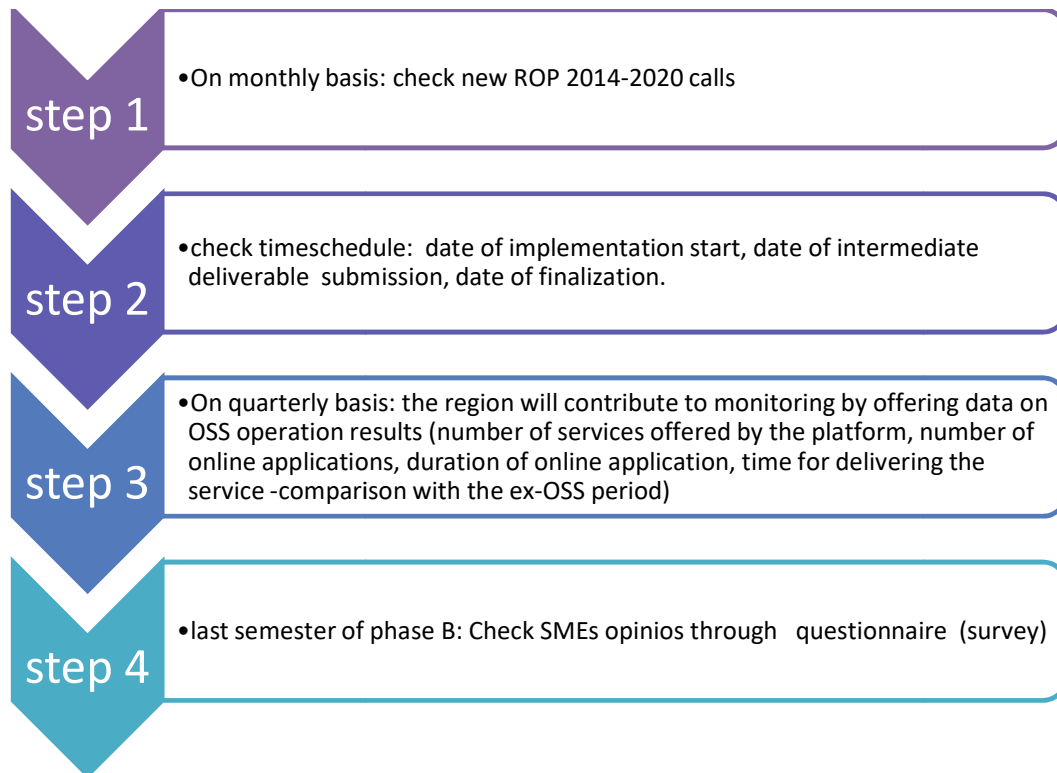 step 1
•On monthly basis: check new ROP 2014-2020 calls
step 2
•check timeschedule:  date of implementation start, date of intermediate
deliverable  submission, date of finalization.
step 3
•On quarterly basis: the region will contribute to monitoring by offering data on
OSS operation results (number of services offered by the platform, number of
online applications, duration of online application, time for delivering the
service -comparison with the ex-OSS period)
step 4
•last semester of phase B: Check SMEs opinios through   questionnaire  (survey)